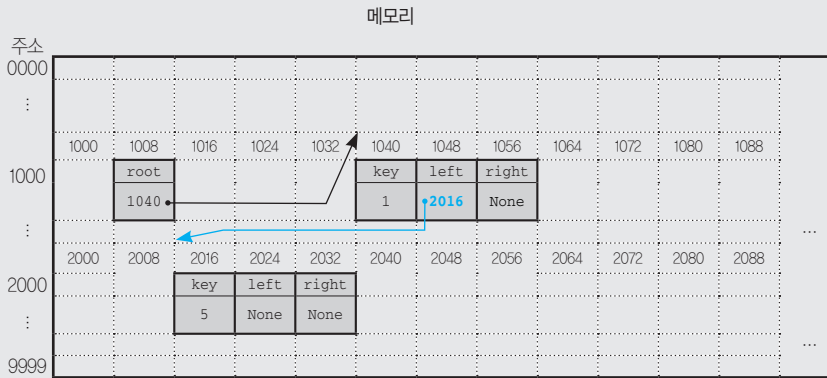 메모리
주소
0000
⋮
1000 1008 1016 1024 1032 1040 1048 1056 1064 1072 1080 1088 ...
root key left right
1000
1040 1 2016 None
⋮ ...
2000 2008 2016 2024 2032 2040 2048 2056 2064 2072 2080 2088
2000 key left right
5 None None
⋮
...
9999